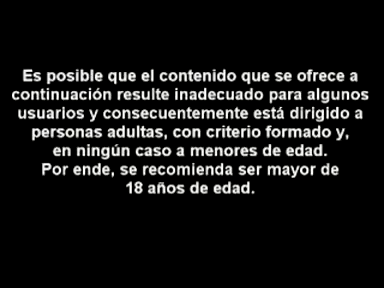 Es posible que el contenido que se ofrece a
continuación resulte inadecuado para algunos
usuarios y consecuentemente está dirigido a
personas adultas, con criterio formado y,
en ningún caso a menores de edad.
Por ende, se recomienda ser mayor de
18 años de edad.